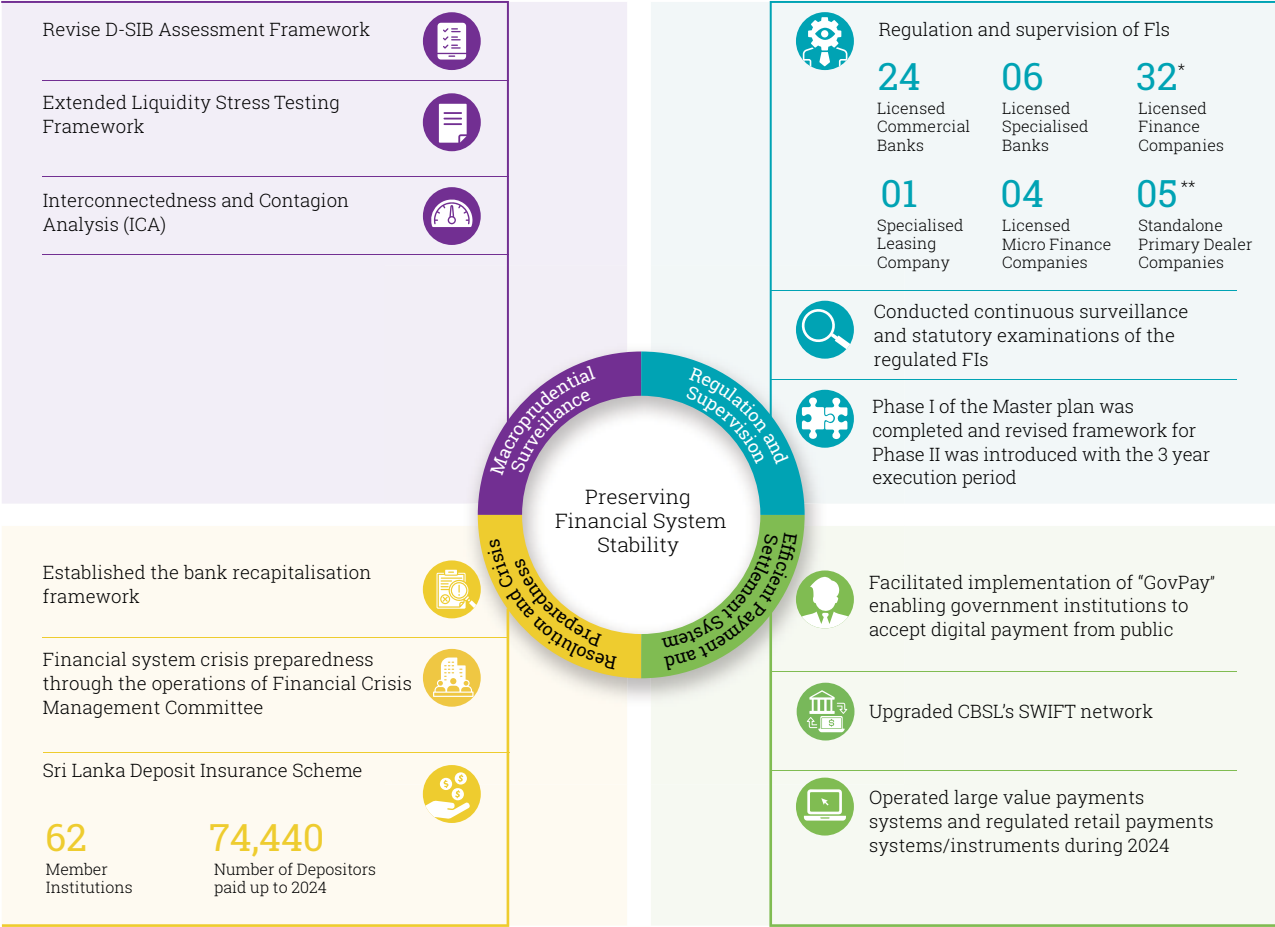 Revise D-SIB Assessment Framework
Extended Liquidity Stress Testing
Framework
Interconnectedness and Contagion
Analysis (ICA)
Regulation and supervision of FIs
24
Licensed
Commercial
Banks
06
Licensed
Specialised
Banks
32*
Licensed
Finance
Companies
01
Specialised
Leasing
Company
04
Licensed
Micro Finance
Companies
05**
Standalone
Primary Dealer
Companies
Conducted continuous surveillance
and statutory examinations of the
regulated FIs
Phase I of the Master plan was
completed and revised framework for
Phase II was introduced with the 3 year
execution period
Macroprudential
Surveillance
Regulation and
Supervision
Preserving
Financial System
Stability
Resolution and Crisis
Preparedness
Efficient Payment and
Settlement System
Established the bank recapitalisation
framework
Financial system crisis preparedness
through the operations of Financial Crisis
Management Committee
Sri Lanka Deposit Insurance Scheme
62
Member
Institutions
74,440
Number of Depositors
paid up to 2024
Facilitated implementation of “GovPay”
enabling government institutions to
accept digital payment from public
Upgraded CBSL’s SWIFT network
Operated large value payments
systems and regulated retail payments
systems/instruments during 2024